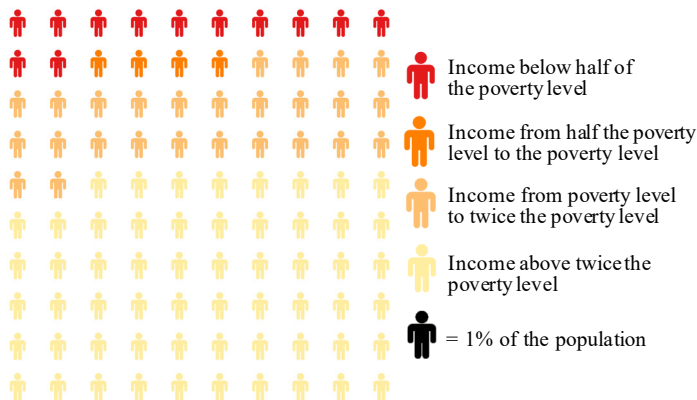 Income below half of
the poverty level
Income from half the poverty
level to the poverty level
Income from poverty level
to twice the poverty level
Income above twice the
poverty level
= 1% of the population